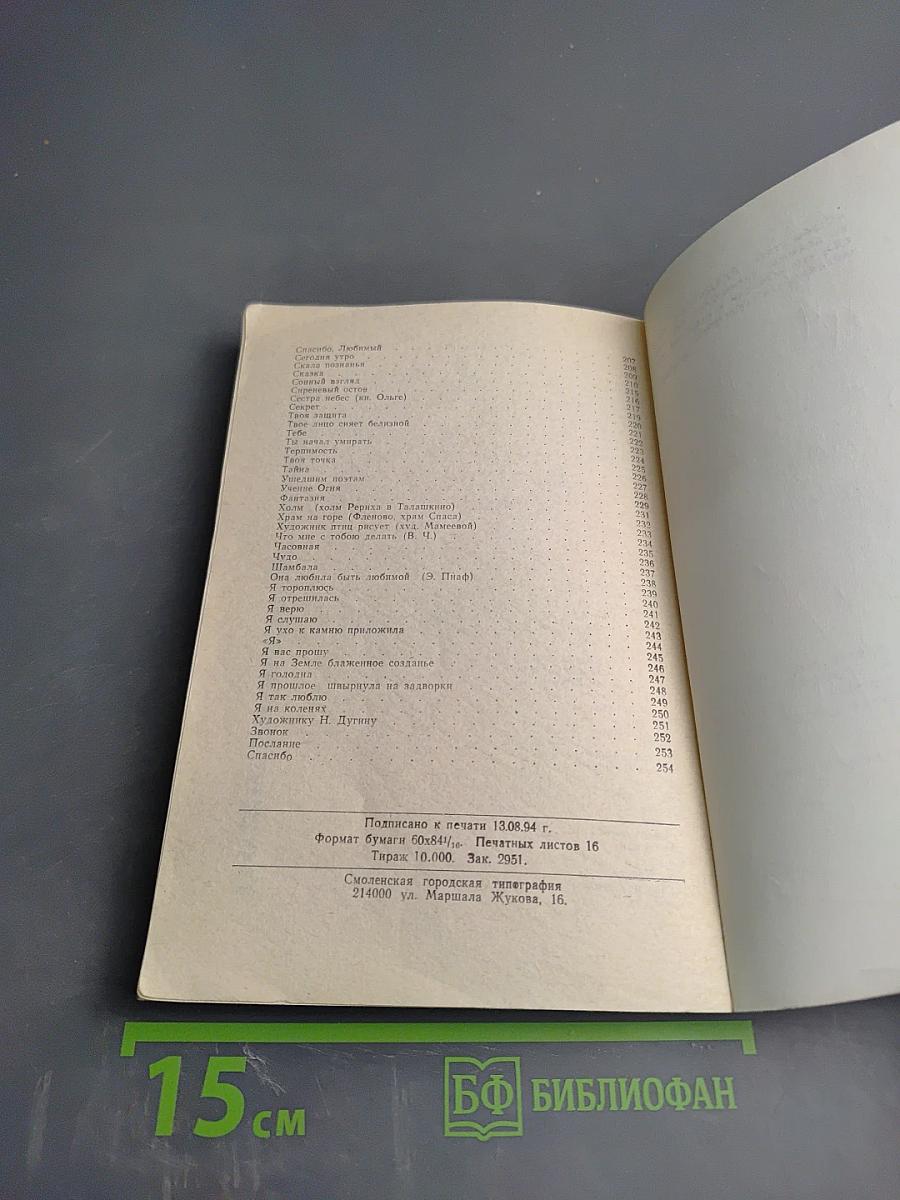 Спасибо, Любимый . . . 207
Сегодня утро . . . 208
Скала познанья . . . 209
Сказка . . . 210
Сонный взгляд . . . 215
Сиреневый остов . . . 216
Сестра небес (кн. Ольге) . . . 217
Секрет . . . 219
Твоя защита . . . 220
Твое лицо сияет белизной . . . 221
Тебе . . . 222
Ты начал умирать . . . 223
Терпимость . . . 224
Твоя точка . . . 225
Тайна . . . 226
Ушедшим поэтам . . . 227
Учение Огня . . . 228
Фантазия . . . 229
Холм (холм Рериха в Талашкино) . . . 231
Храм на горе (Фленово, храм Спаса) . . . 232
Художник птиц рисует (худ. Мамеевой) . . . 233
Что мне с тобою делать (В. Ч.) . . . 234
Часовная . . . 235
Чудо . . . 236
Шамбала . . . 237
Она любила быть любимой (Э. Пиаф) . . . 238
Я тороплюсь . . . 239
Я отрешилась . . . 240
Я верю . . . 241
Я слушаю . . . 242
Я ухо к камню приложила . . . 243
«Я» . . . 244
Я вас прошу . . . 245
Я на Земле блаженное созданье . . . 246
Я голодна . . . 247
Я прошлое швырнула на задворки . . . 248
Я так люблю . . . 249
Я на коленях . . . 250
Художнику Н. Дугину . . . 251
Звонок . . . 252
Послание . . . 253
Спасибо . . . 254
Подписано к печати 13.08.94 г.
Формат бумаги 60х84¹/₁₆. Печатных листов 16
Тираж 10.000. Зак. 2951.
Смоленская городская типография
214000 ул. Маршала Жукова, 16.
15 см
БФ БИБЛИОФАН